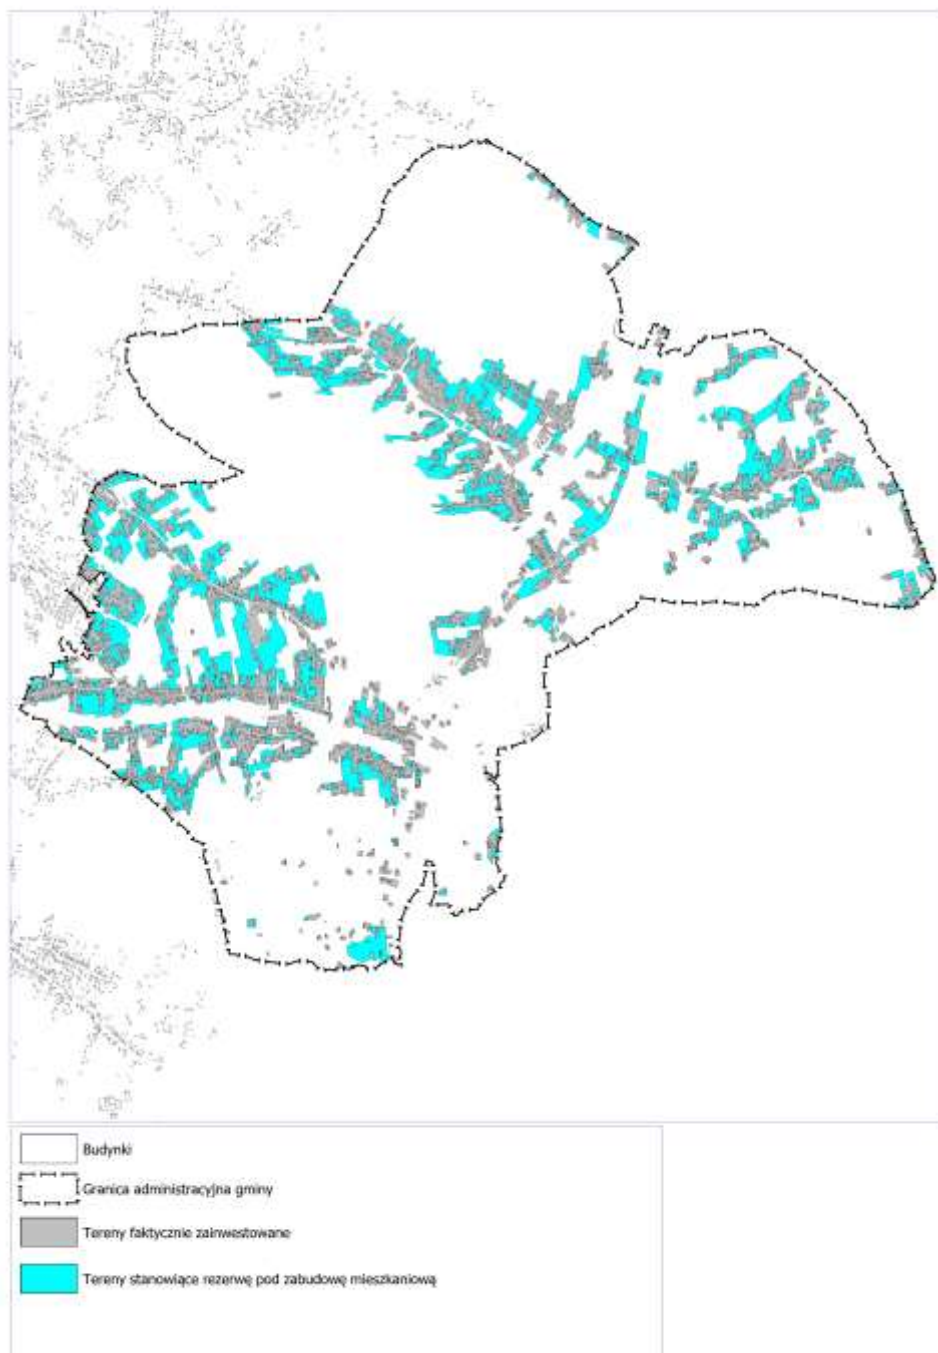 Budynki
Granica administracyjna gminy
Tereny faktycznie zainwestowane
Tereny stanowiące rezerwę pod zabudowę mieszkaniową